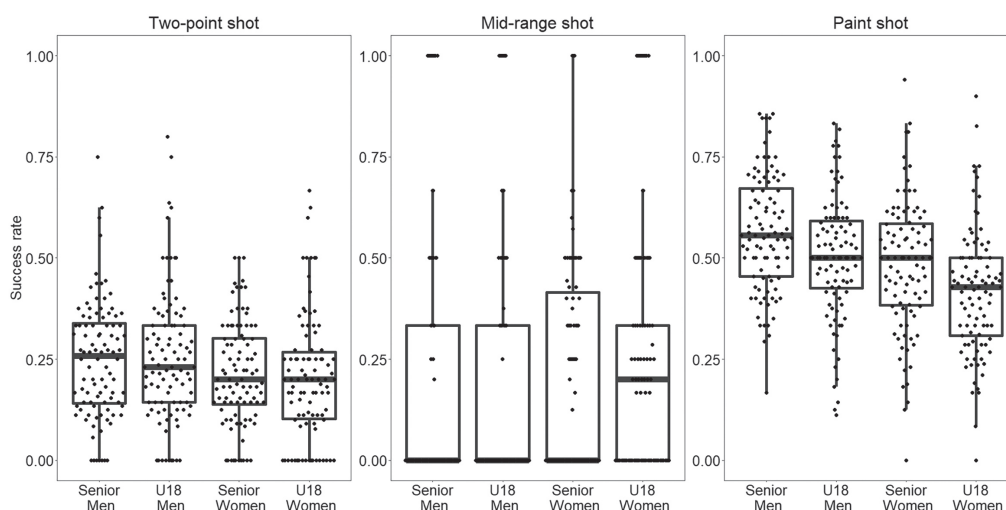 Two-point shot
Mid-range shot
Paint shot
Success rate
1.00
0.75
0.50
0.25
0.00
1.00
0.75
0.50
0.25
0.00
1.00
0.75
0.50
0.25
0.00
Senior
Men
U18
Men
Senior
Women
U18
Women
Senior
Men
U18
Men
Senior
Women
U18
Women
Senior
Men
U18
Men
Senior
Women
U18
Women